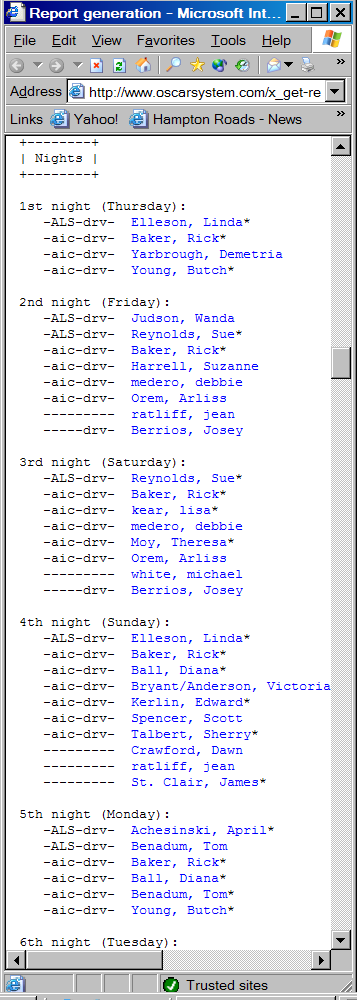 Report generation - Microsoft Int...
File Edit View Favorites Tools Help
Address http://www.oscarsystem.com/x_get-re
Links Yahoo! Hampton Roads - News »
+--------+
| Nights |
+--------+
1st night (Thursday):
-ALS-drv- Elleson, Linda*
-aic-drv- Baker, Rick*
-aic-drv- Yarbrough, Demetria
-aic-drv- Young, Butch*
2nd night (Friday):
-ALS-drv- Judson, Wanda
-ALS-drv- Reynolds, Sue*
-aic-drv- Baker, Rick*
-aic-drv- Harrell, Suzanne
-aic-drv- medero, debbie
-aic-drv- Orem, Arliss
--------- ratliff, jean
-----drv- Berrios, Josey
3rd night (Saturday):
-ALS-drv- Reynolds, Sue*
-aic-drv- Baker, Rick*
-aic-drv- kear, lisa*
-aic-drv- medero, debbie
-aic-drv- Moy, Theresa*
-aic-drv- Orem, Arliss
--------- white, michael
-----drv- Berrios, Josey
4th night (Sunday):
-ALS-drv- Elleson, Linda*
-aic-drv- Baker, Rick*
-aic-drv- Ball, Diana*
-aic-drv- Bryant/Anderson, Victoria
-aic-drv- Kerlin, Edward*
-aic-drv- Spencer, Scott
-aic-drv- Talbert, Sherry*
--------- Crawford, Dawn
--------- ratliff, jean
--------- St. Clair, James*
5th night (Monday):
-ALS-drv- Achesinski, April*
-ALS-drv- Benadum, Tom
-aic-drv- Baker, Rick*
-aic-drv- Ball, Diana*
-aic-drv- Benadum, Tom*
-aic-drv- Young, Butch*
6th night (Tuesday):
Trusted sites